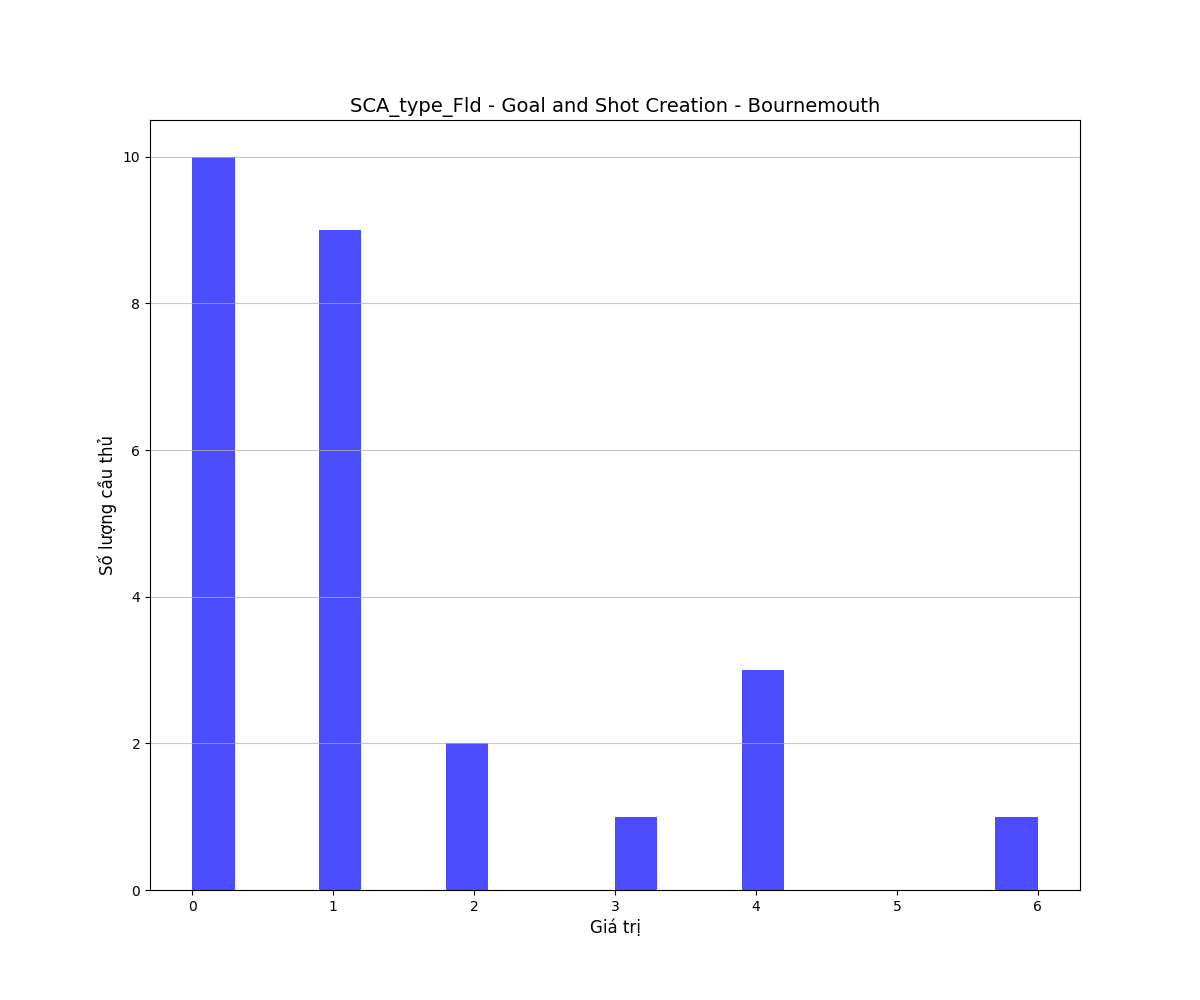 SCA_type_Fld - Goal and Shot Creation - Bournemouth
10
8
6
4
2
0
Số lượng cầu thủ
0 1 2 3 4 5 6
Giá trị